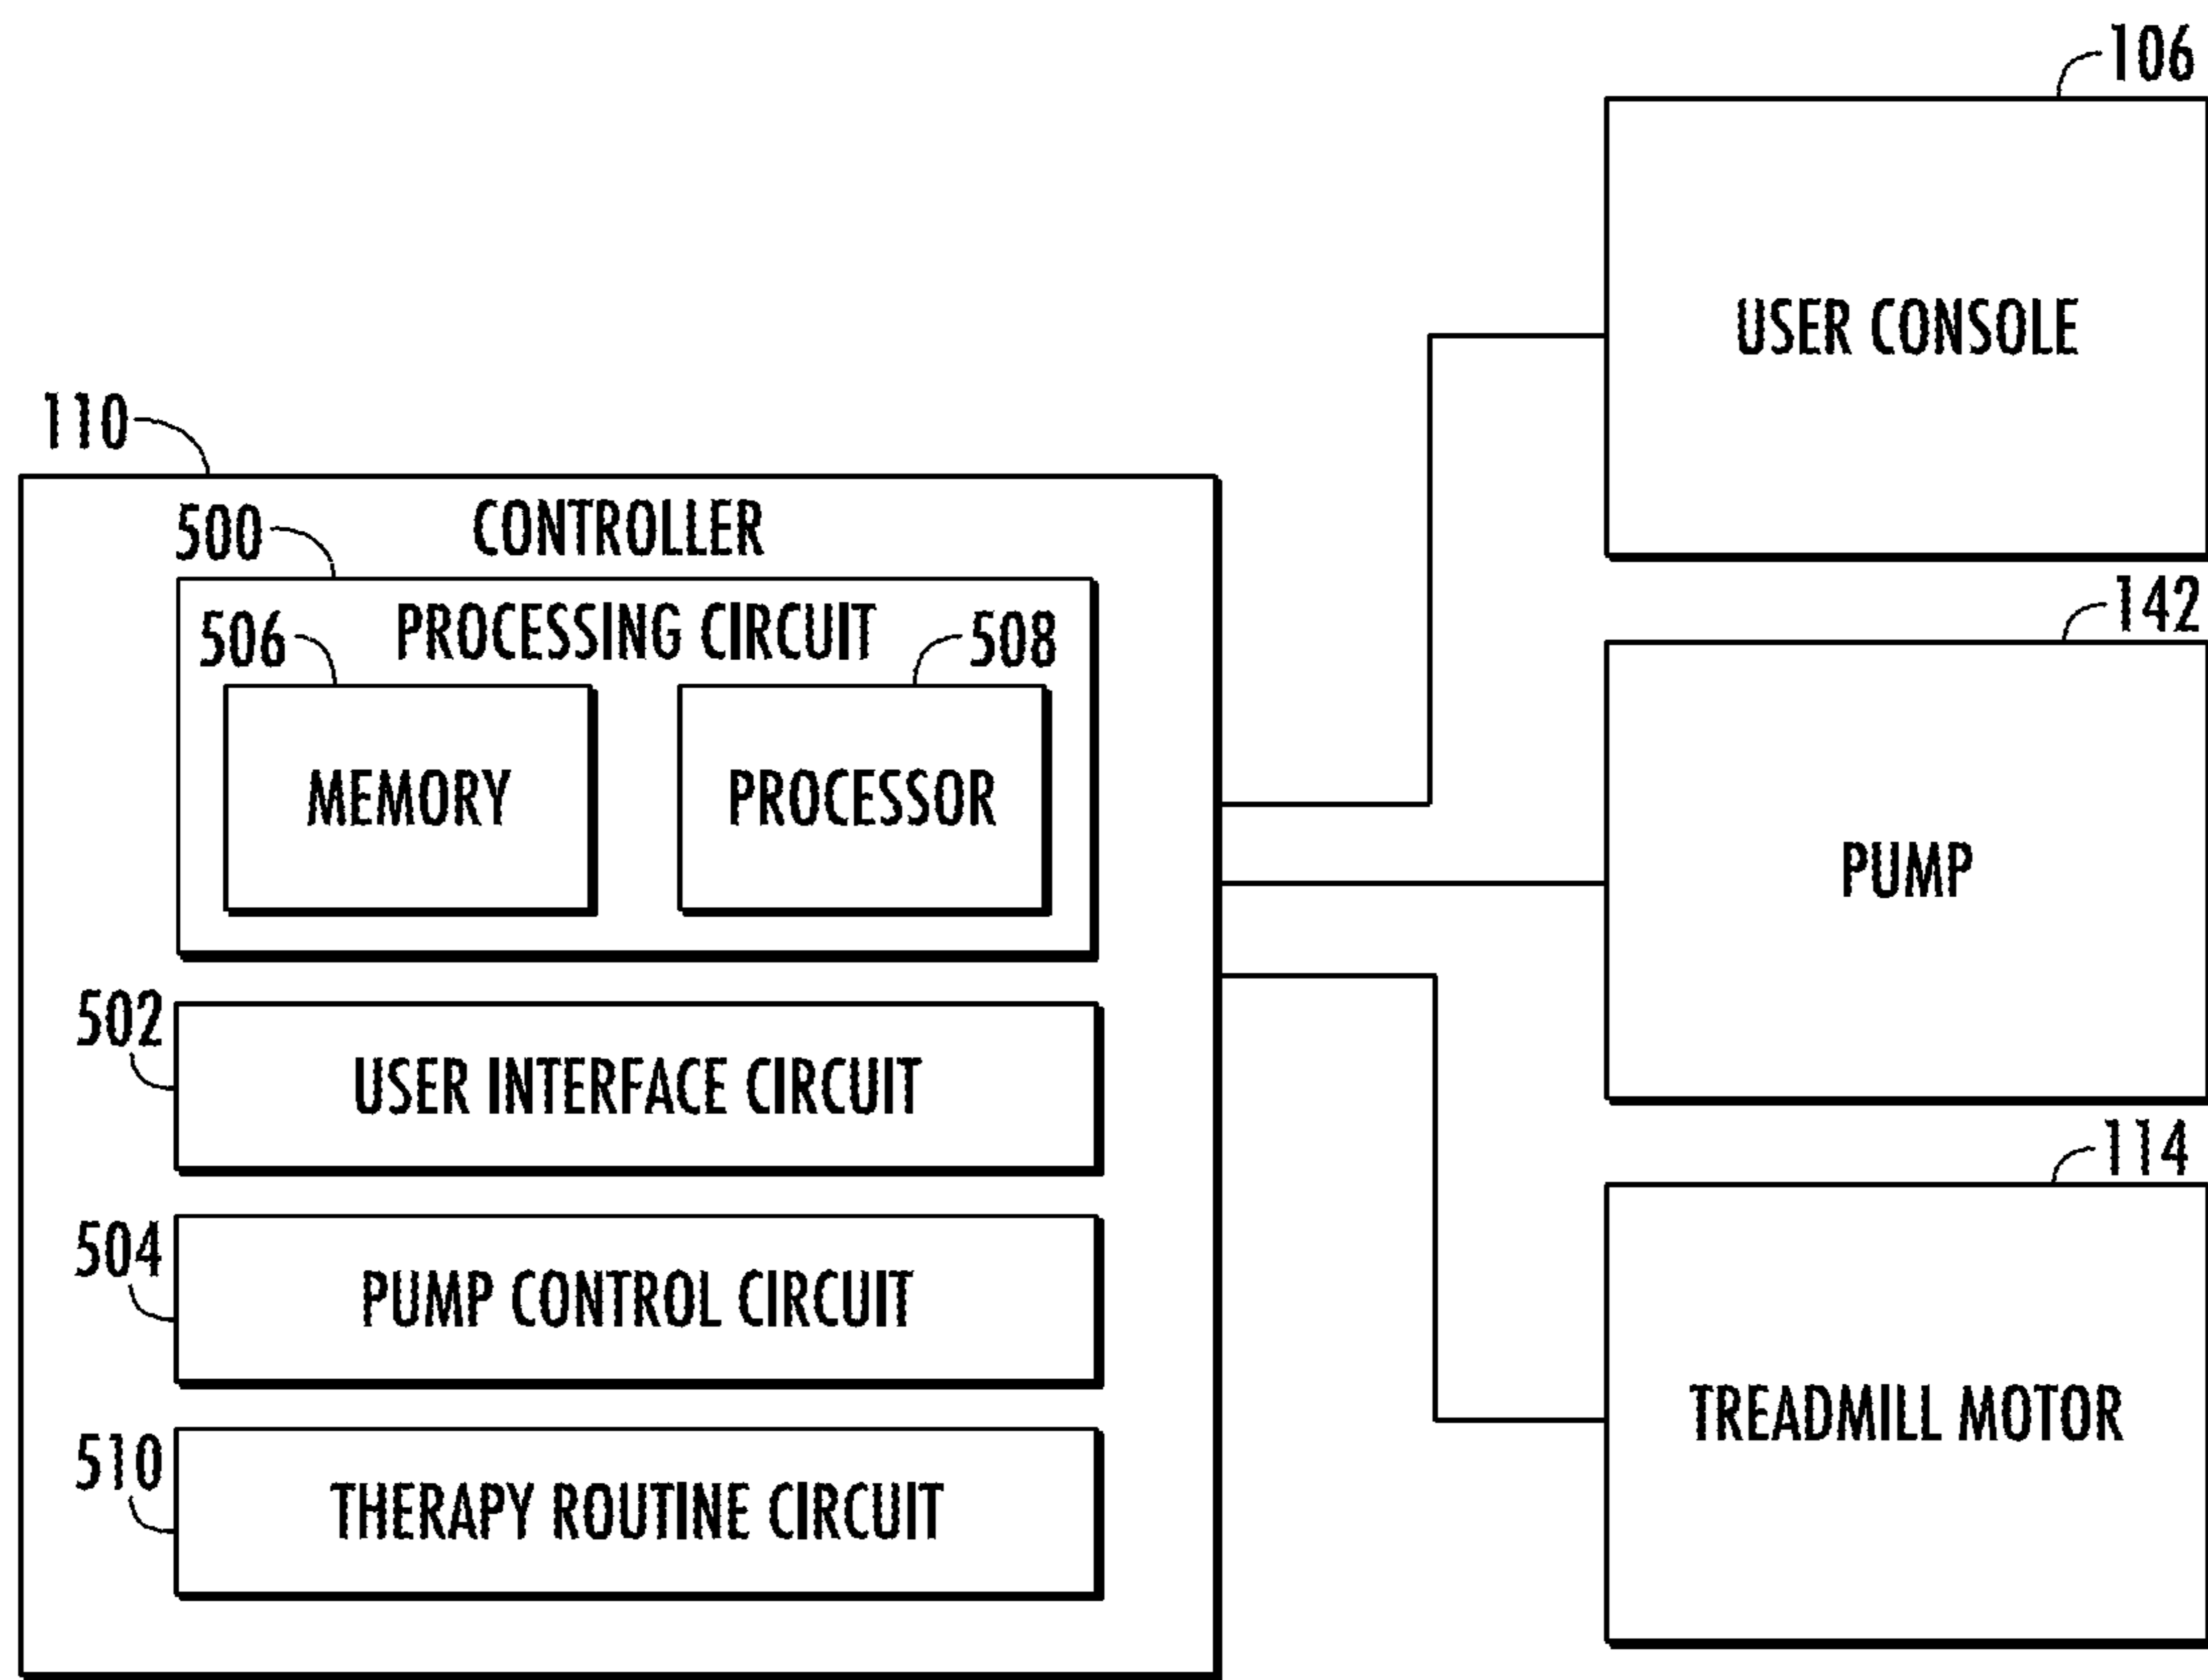 106
USER CONSOLE
110
CONTROLLER
500
PROCESSING CIRCUIT
506
508
MEMORY
PROCESSOR
142
PUMP
502
USER INTERFACE CIRCUIT
504
PUMP CONTROL CIRCUIT
510
THERAPY ROUTINE CIRCUIT
114
TREADMILL MOTOR